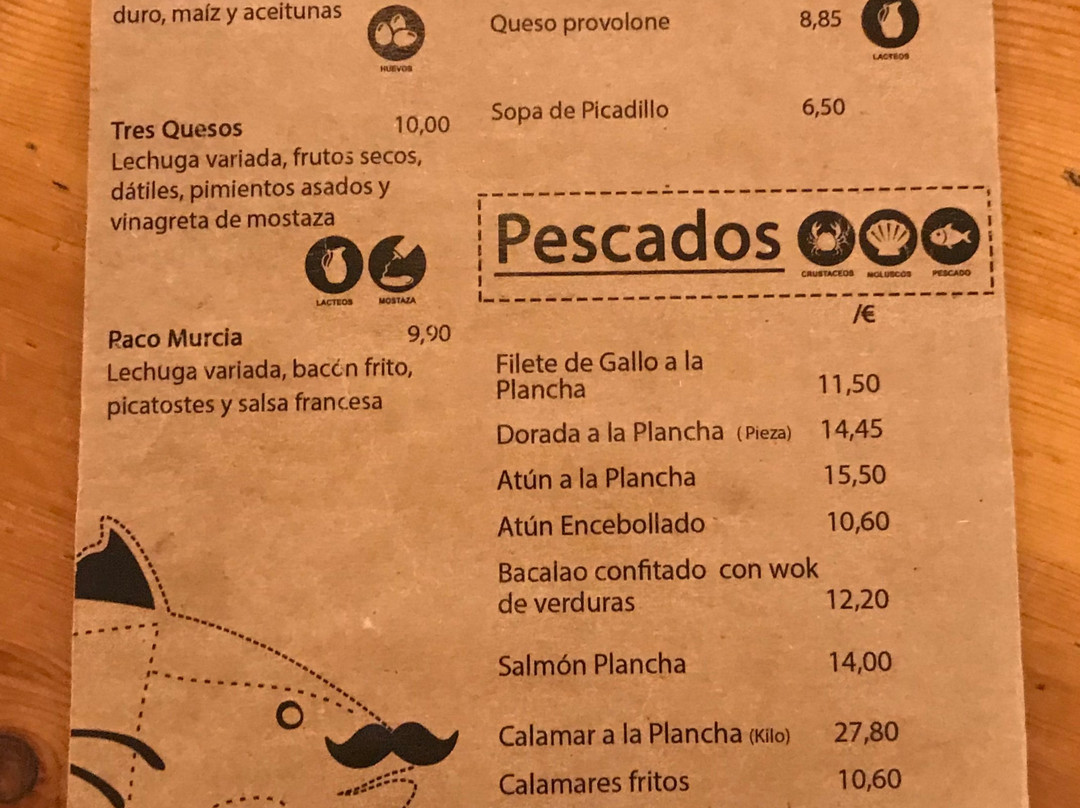 duro, maíz y aceitunas
HUEVOS
Tres Quesos 10,00
Lechuga variada, frutos secos,
dátiles, pimientos asados y
vinagreta de mostaza
LACTEOS MOSTAZA
Paco Murcia 9,90
Lechuga variada, bacón frito,
picatostes y salsa francesa
Queso provolone 8,85
LACTEOS
Sopa de Picadillo 6,50
Pescados
CRUSTACEOS MOLUSCOS PESCADO
/€
Filete de Gallo a la
Plancha 11,50
Dorada a la Plancha (Pieza) 14,45
Atún a la Plancha 15,50
Atún Encebollado 10,60
Bacalao confitado con wok
de verduras 12,20
Salmón Plancha 14,00
Calamar a la Plancha (Kilo) 27,80
Calamares fritos 10,60